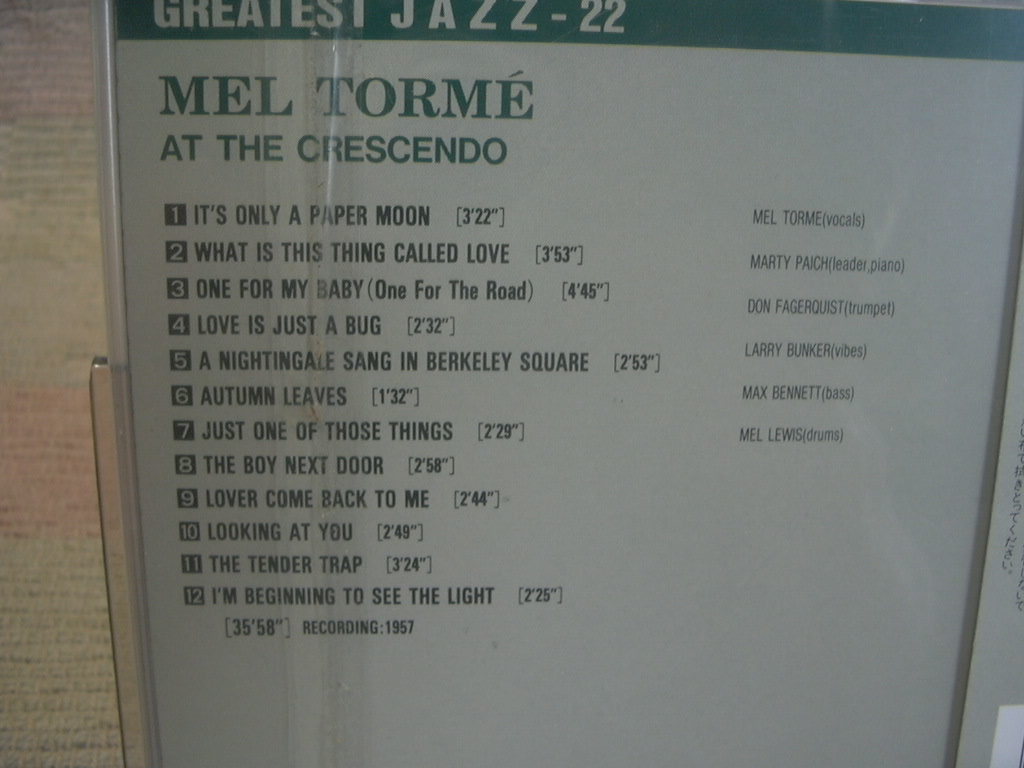 GREATEST JAZZ - 22
MEL TORMÉ
AT THE CRESCENDO
1 IT'S ONLY A PAPER MOON [3'22"]
2 WHAT IS THIS THING CALLED LOVE [3'53"]
3 ONE FOR MY BABY(One For The Road) [4'45"]
4 LOVE IS JUST A BUG [2'32"]
5 A NIGHTINGALE SANG IN BERKELEY SQUARE [2'53"]
6 AUTUMN LEAVES [1'32"]
7 JUST ONE OF THOSE THINGS [2'29"]
8 THE BOY NEXT DOOR [2'58"]
9 LOVER COME BACK TO ME [2'44"]
10 LOOKING AT YOU [2'49"]
11 THE TENDER TRAP [3'24"]
12 I'M BEGINNING TO SEE THE LIGHT [2'25"]
[35'58"] RECORDING:1957
MEL TORME(vocals)
MARTY PAICH(leader,piano)
DON FAGERQUIST(trumpet)
LARRY BUNKER(vibes)
MAX BENNETT(bass)
MEL LEWIS(drums)